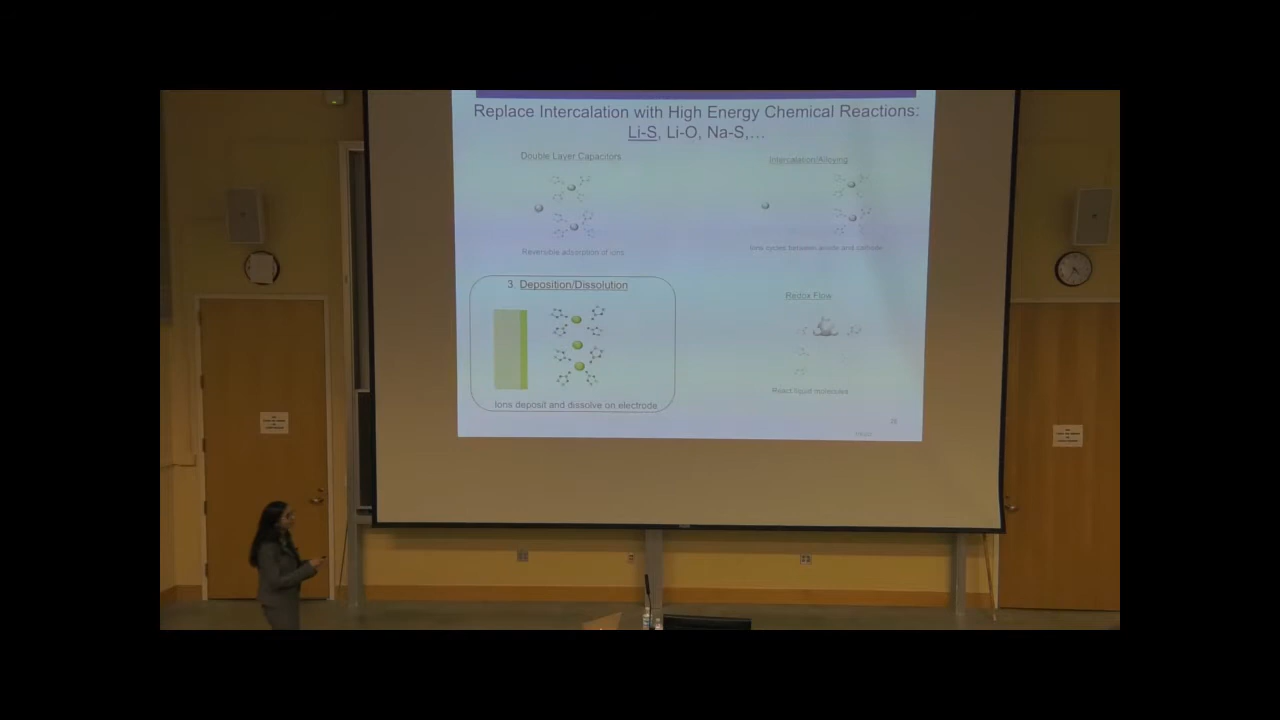 Replace Intercalation with High Energy Chemical Reactions:
Li-S, Li-O, Na-S,...
Double Layer Capacitors
Intercalation/Alloying
Reversible adsorption of ions
Ions cycles between anode and cathode
3. Deposition/Dissolution
Redox Flow
Ions deposit and dissolve on electrode
React liquid molecules